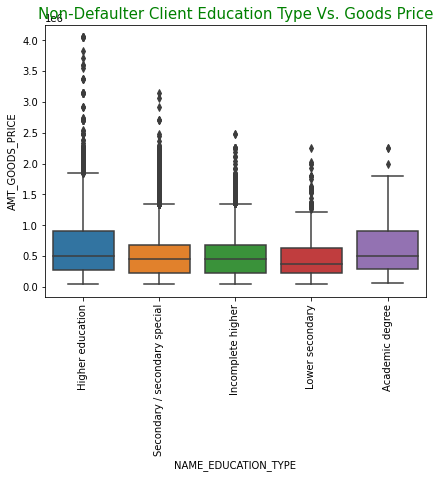 Non-Defaulter Client Education Type Vs. Goods Price
1e6
4.0
3.5
3.0
2.5
2.0
1.5
1.0
0.5
0.0
AMT_GOODS_PRICE
Higher education
Secondary / secondary special
Incomplete higher
Lower secondary
Academic degree
NAME_EDUCATION_TYPE